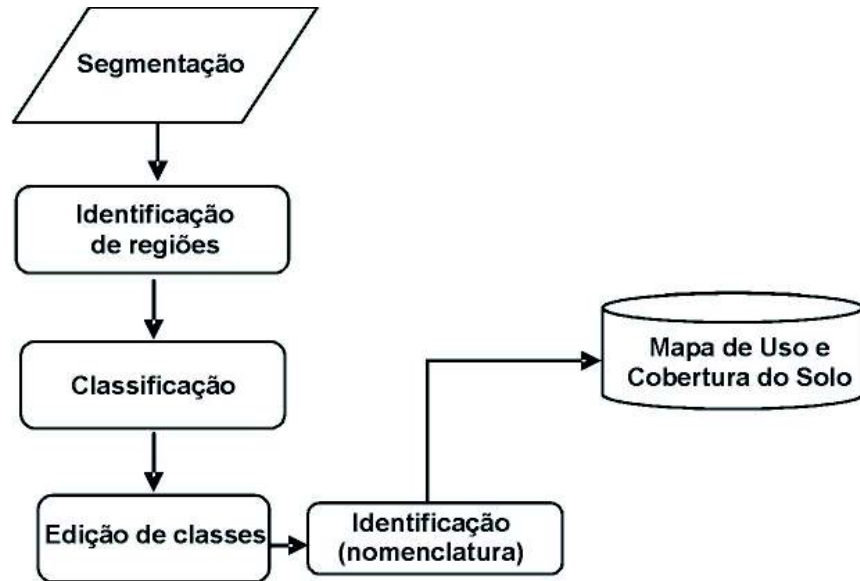 Segmentação
Identificação
de regiões
Classificação
Edição de classes
Identificação
(nomenclatura)
Mapa de Uso e
Cobertura do Solo